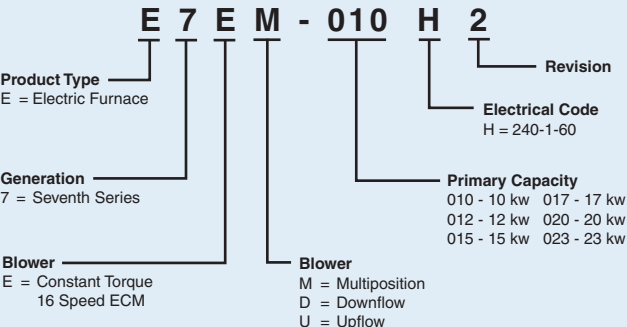 E 7 E M - 010 H 2
Revision
Product Type
E = Electric Furnace
Electrical Code
H = 240-1-60
Generation
7 = Seventh Series
Primary Capacity
010 - 10 kw 017 - 17 kw
012 - 12 kw 020 - 20 kw
015 - 15 kw 023 - 23 kw
Blower
E = Constant Torque
16 Speed ECM
Blower
M = Multiposition
D = Downflow
U = Upflow